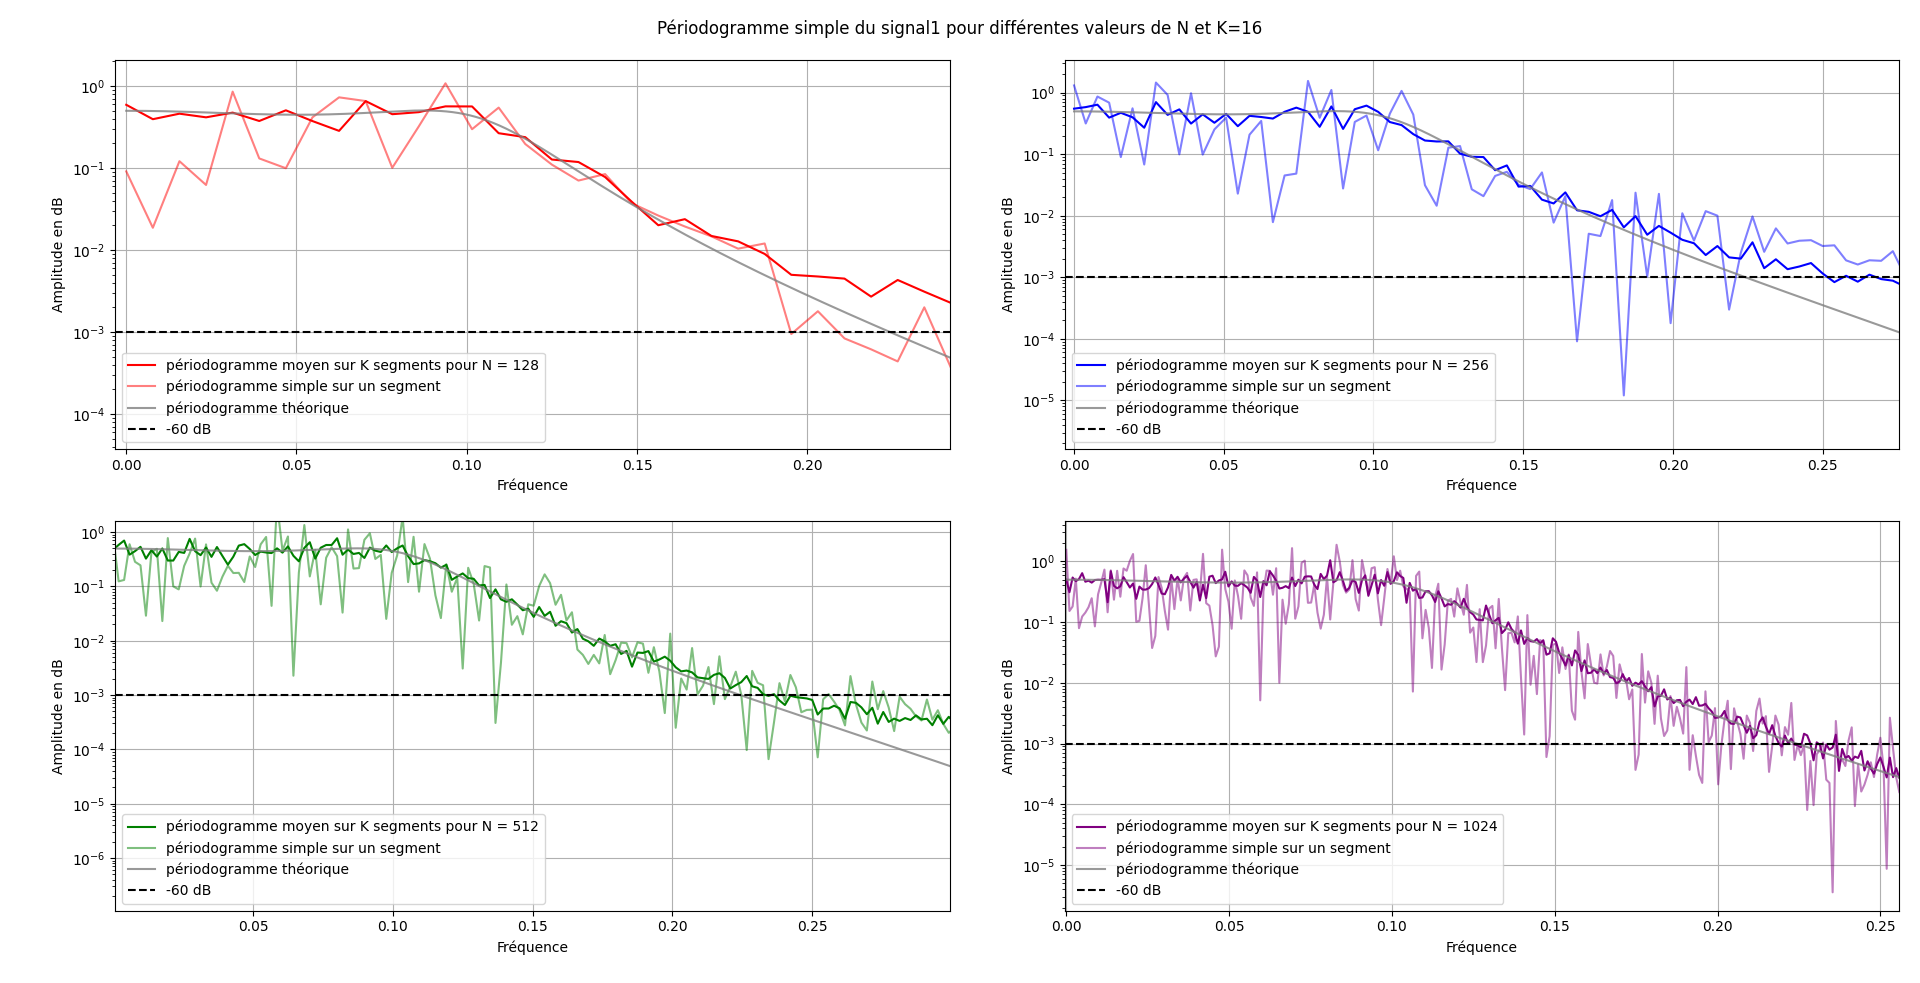 Périodogramme simple du signal1 pour différentes valeurs de N et K=16
Amplitude en dB
10^0
10^-1
10^-2
10^-3
10^-4
périodogramme moyen sur K segments pour N = 128
périodogramme simple sur un segment
périodogramme théorique
-60 dB
0.00 0.05 0.10 0.15 0.20
Fréquence
Amplitude en dB
10^0
10^-1
10^-2
10^-3
10^-4
10^-5
périodogramme moyen sur K segments pour N = 256
périodogramme simple sur un segment
périodogramme théorique
-60 dB
0.00 0.05 0.10 0.15 0.20 0.25
Fréquence
Amplitude en dB
10^0
10^-1
10^-2
10^-3
10^-4
10^-5
10^-6
périodogramme moyen sur K segments pour N = 512
périodogramme simple sur un segment
périodogramme théorique
-60 dB
0.05 0.10 0.15 0.20 0.25
Fréquence
Amplitude en dB
10^0
10^-1
10^-2
10^-3
10^-4
10^-5
périodogramme moyen sur K segments pour N = 1024
périodogramme simple sur un segment
périodogramme théorique
-60 dB
0.00 0.05 0.10 0.15 0.20 0.25
Fréquence